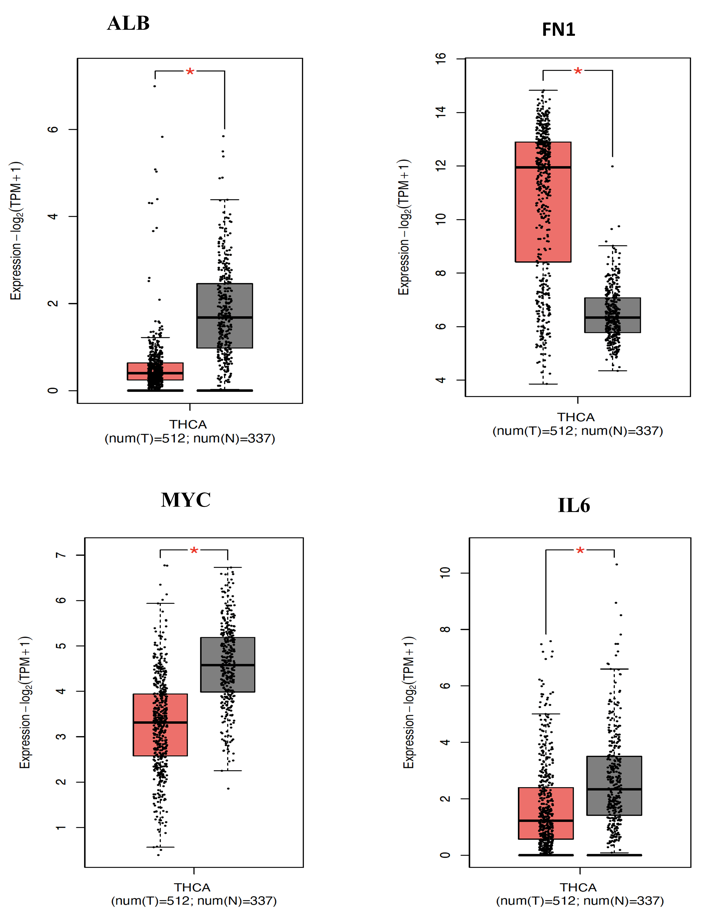 ALB
Expression − log2(TPM + 1)
6
4
2
0
*
THCA
(num(T)=512; num(N)=337)
FN1
Expression − log2(TPM + 1)
16
14
12
10
8
6
4
*
THCA
(num(T)=512; num(N)=337)
MYC
Expression − log2(TPM + 1)
7
6
5
4
3
2
1
*
THCA
(num(T)=512; num(N)=337)
IL6
Expression − log2(TPM + 1)
10
8
6
4
2
0
*
THCA
(num(T)=512; num(N)=337)